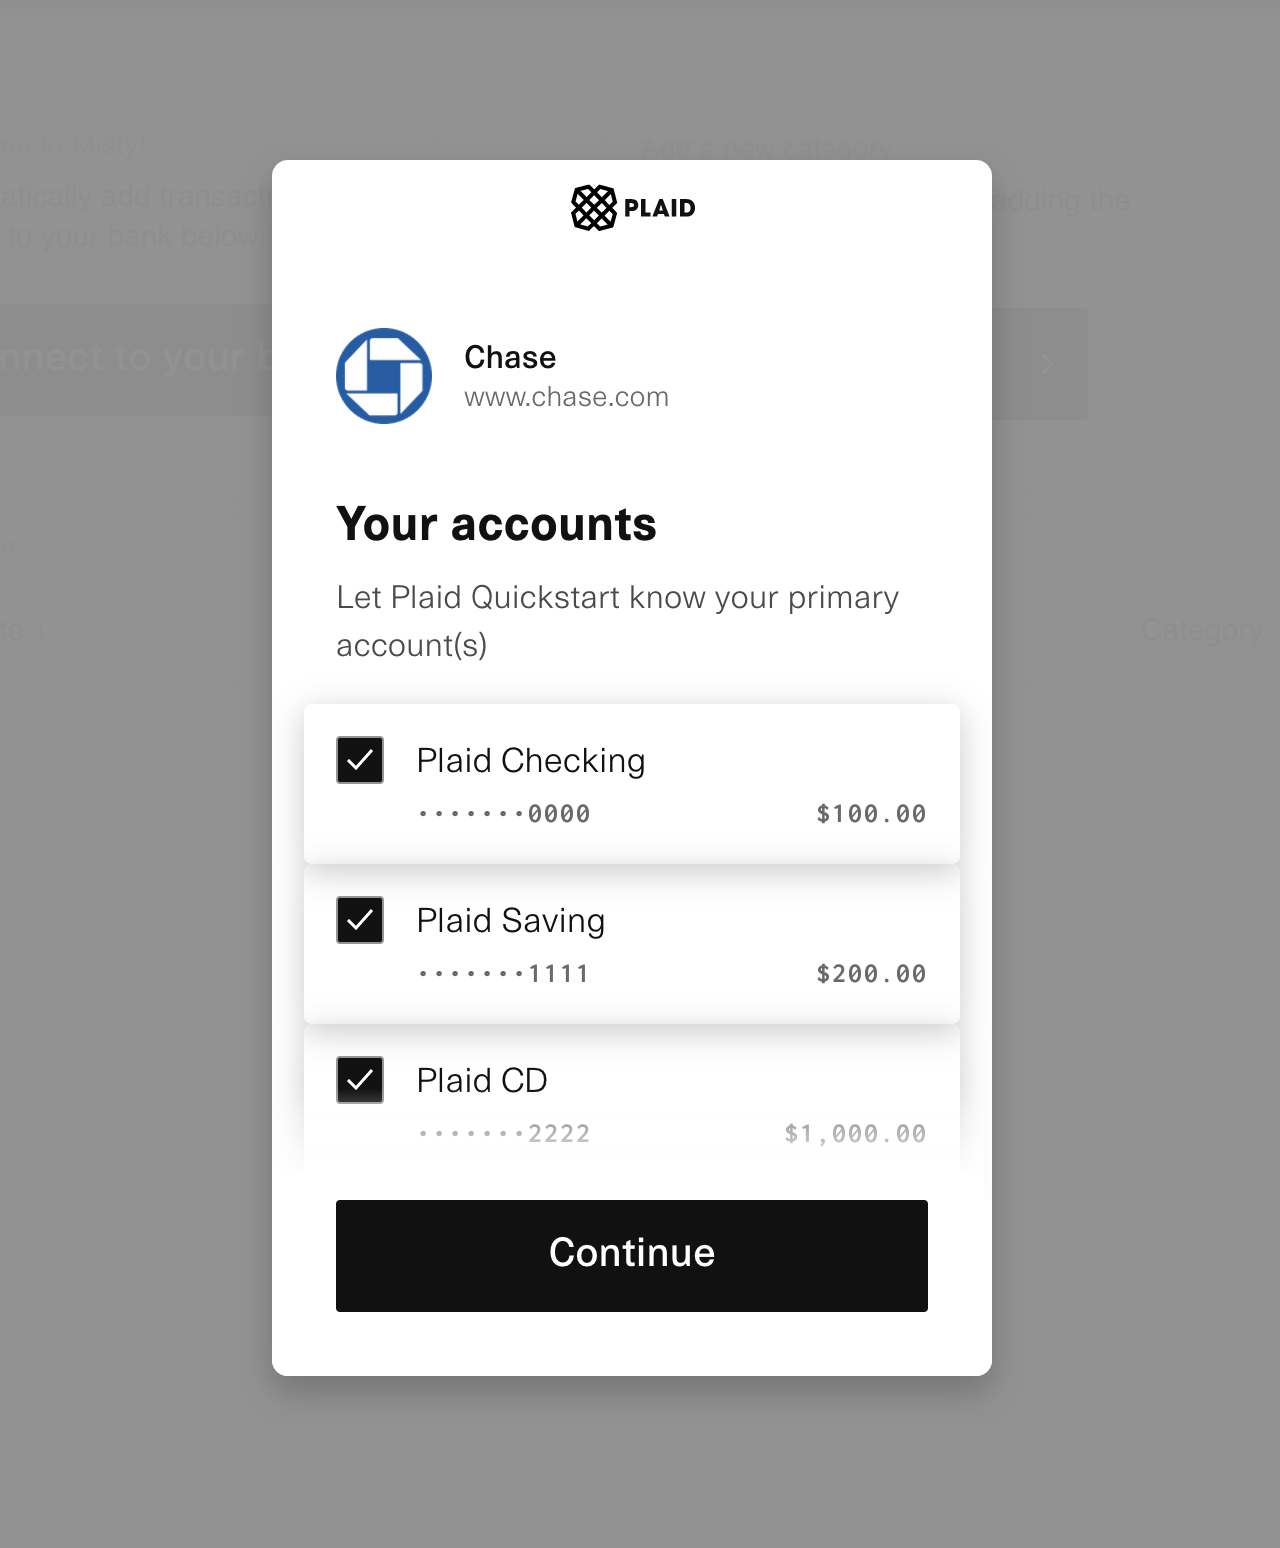 me to Misty!
Add a new category
atically add transact
adding the
to your bank below.
nnect to your b
Category
PLAID
Chase
www.chase.com
Your accounts
Let Plaid Quickstart know your primary
account(s)
Plaid Checking
·······0000 $100.00
Plaid Saving
·······1111 $200.00
Plaid CD
·······2222 $1,000.00
Continue